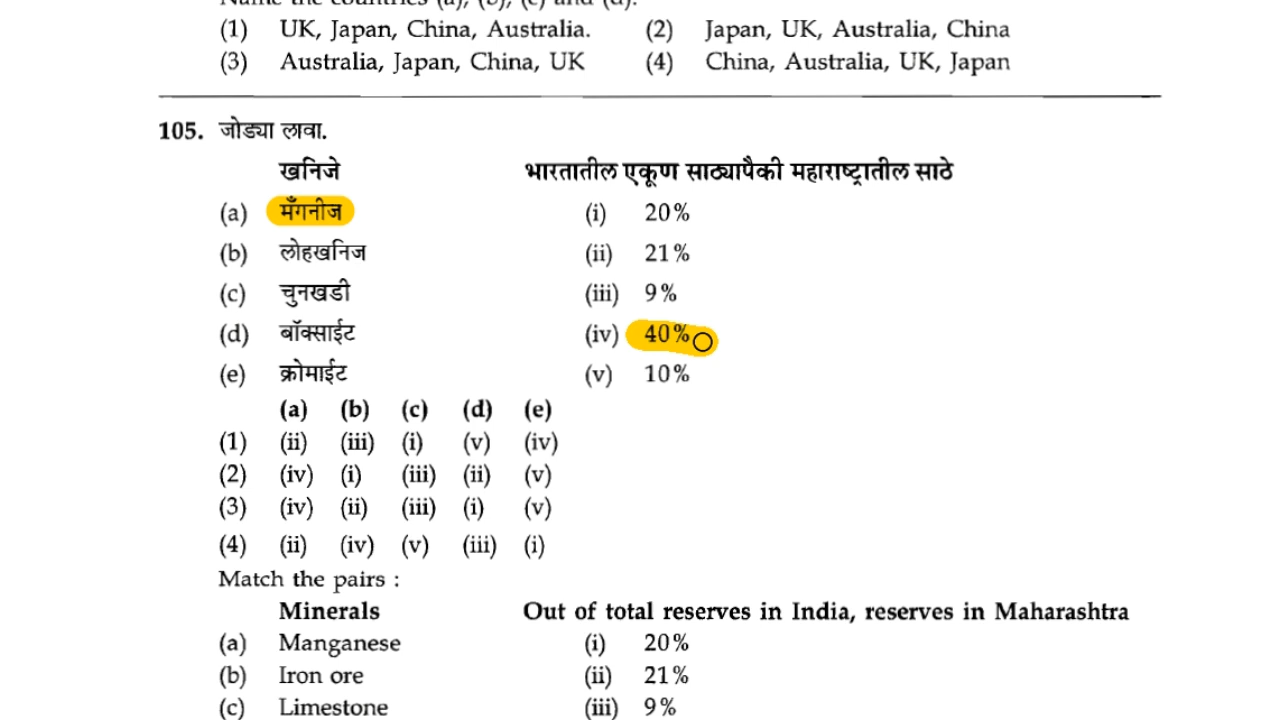 Name the countries (a), (b), (c) and (d).
(1) UK, Japan, China, Australia. (2) Japan, UK, Australia, China
(3) Australia, Japan, China, UK (4) China, Australia, UK, Japan
105. जोड्या लावा.
खनिजे भारतातील एकूण साठ्यापैकी महाराष्ट्रातील साठे
(a) मँगनीज (i) 20%
(b) लोहखनिज (ii) 21%
(c) चुनखडी (iii) 9%
(d) बॉक्साईट (iv) 40%
(e) क्रोमाईट (v) 10%
(a) (b) (c) (d) (e)
(1) (ii) (iii) (i) (v) (iv)
(2) (iv) (i) (iii) (ii) (v)
(3) (iv) (ii) (iii) (i) (v)
(4) (ii) (iv) (v) (iii) (i)
Match the pairs :
Minerals Out of total reserves in India, reserves in Maharashtra
(a) Manganese (i) 20%
(b) Iron ore (ii) 21%
(c) Limestone (iii) 9%